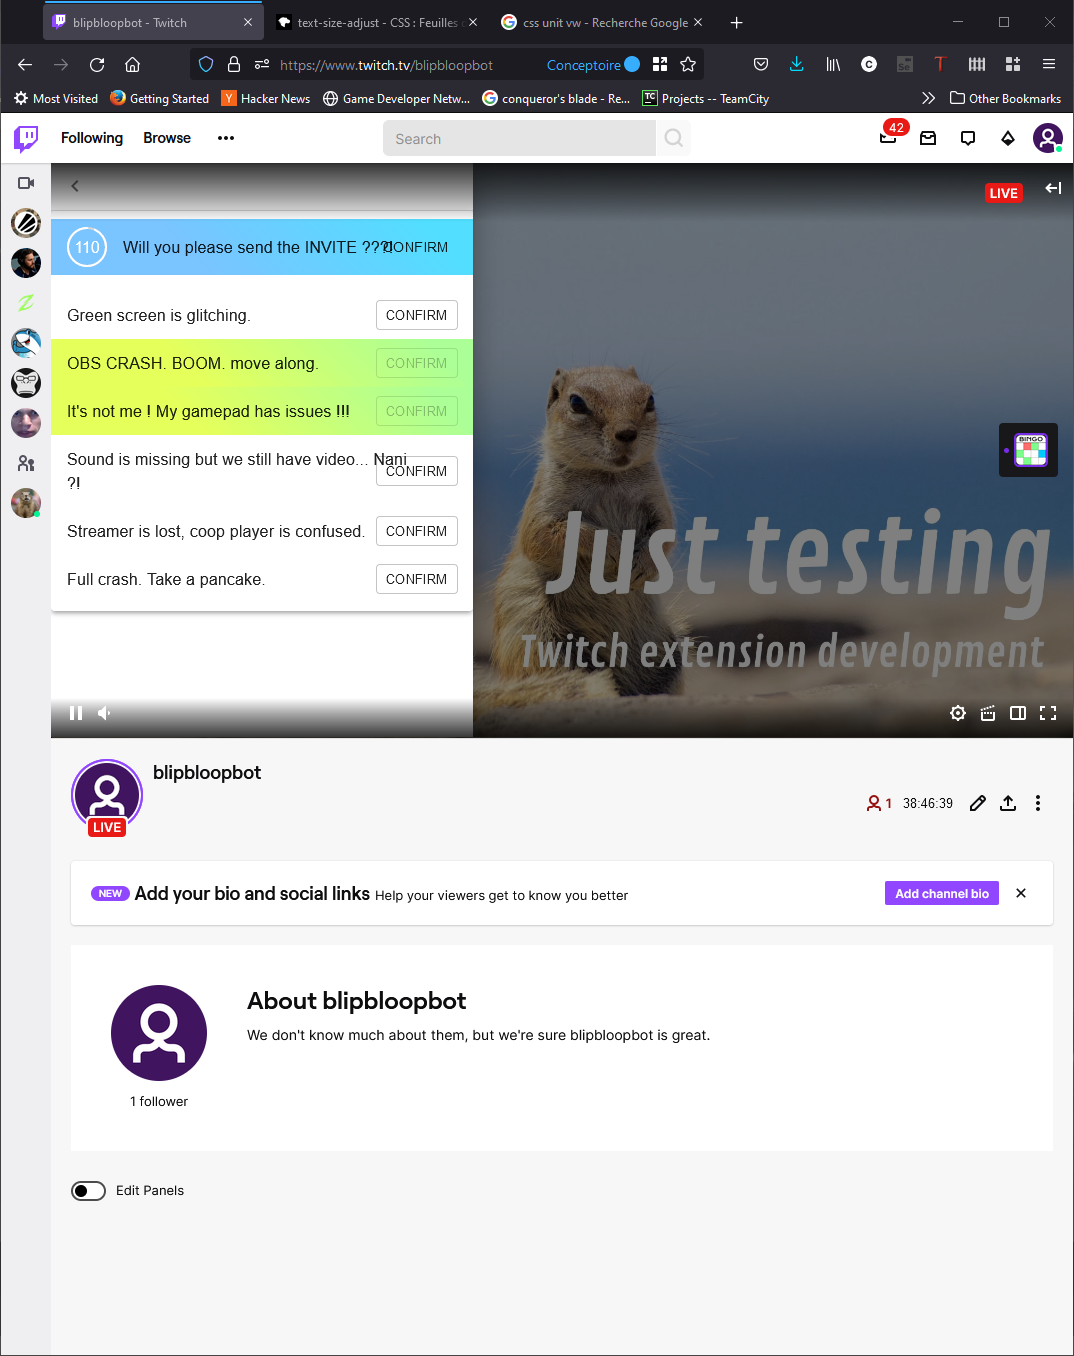 blipbloopbot - Twitch
text-size-adjust - CSS : Feuilles
css unit vw - Recherche Google
https://www.twitch.tv/blipbloopbot
Conceptoire
Most Visited
Getting Started
Hacker News
Game Developer Netw...
conqueror's blade - Re...
Projects -- TeamCity
Other Bookmarks
Following
Browse
Search
42
LIVE
110
Will you please send the INVITE ???!
CONFIRM
Green screen is glitching.
CONFIRM
OBS CRASH. BOOM. move along.
CONFIRM
It's not me ! My gamepad has issues !!!
CONFIRM
Sound is missing but we still have video... Nani
?!
CONFIRM
Streamer is lost, coop player is confused.
CONFIRM
Full crash. Take a pancake.
CONFIRM
BINGO
Just testing
Twitch extension development
blipbloopbot
LIVE
1
38:46:39
NEW
Add your bio and social links
Help your viewers get to know you better
Add channel bio
About blipbloopbot
We don't know much about them, but we're sure blipbloopbot is great.
1 follower
Edit Panels